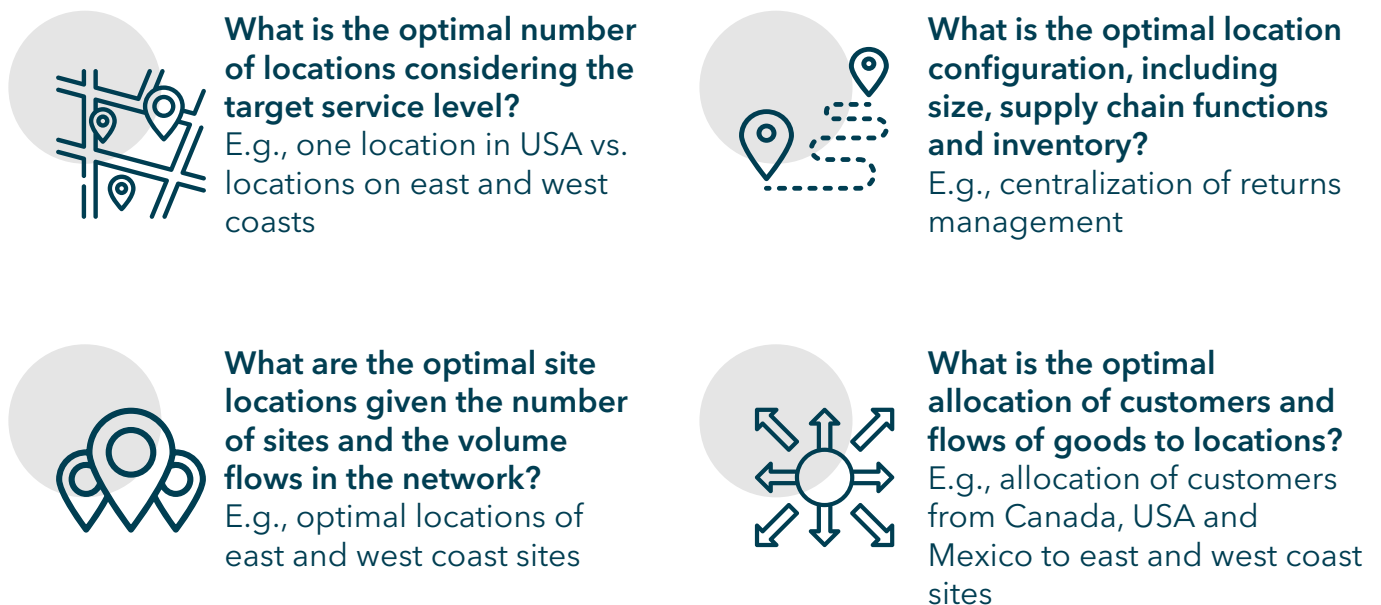 What is the optimal number
of locations considering the
target service level?
E.g., one location in USA vs.
locations on east and west
coasts
What is the optimal location
configuration, including
size, supply chain functions
and inventory?
E.g., centralization of returns
management
What are the optimal site
locations given the number
of sites and the volume
flows in the network?
E.g., optimal locations of
east and west coast sites
What is the optimal
allocation of customers and
flows of goods to locations?
E.g., allocation of customers
from Canada, USA and
Mexico to east and west coast
sites